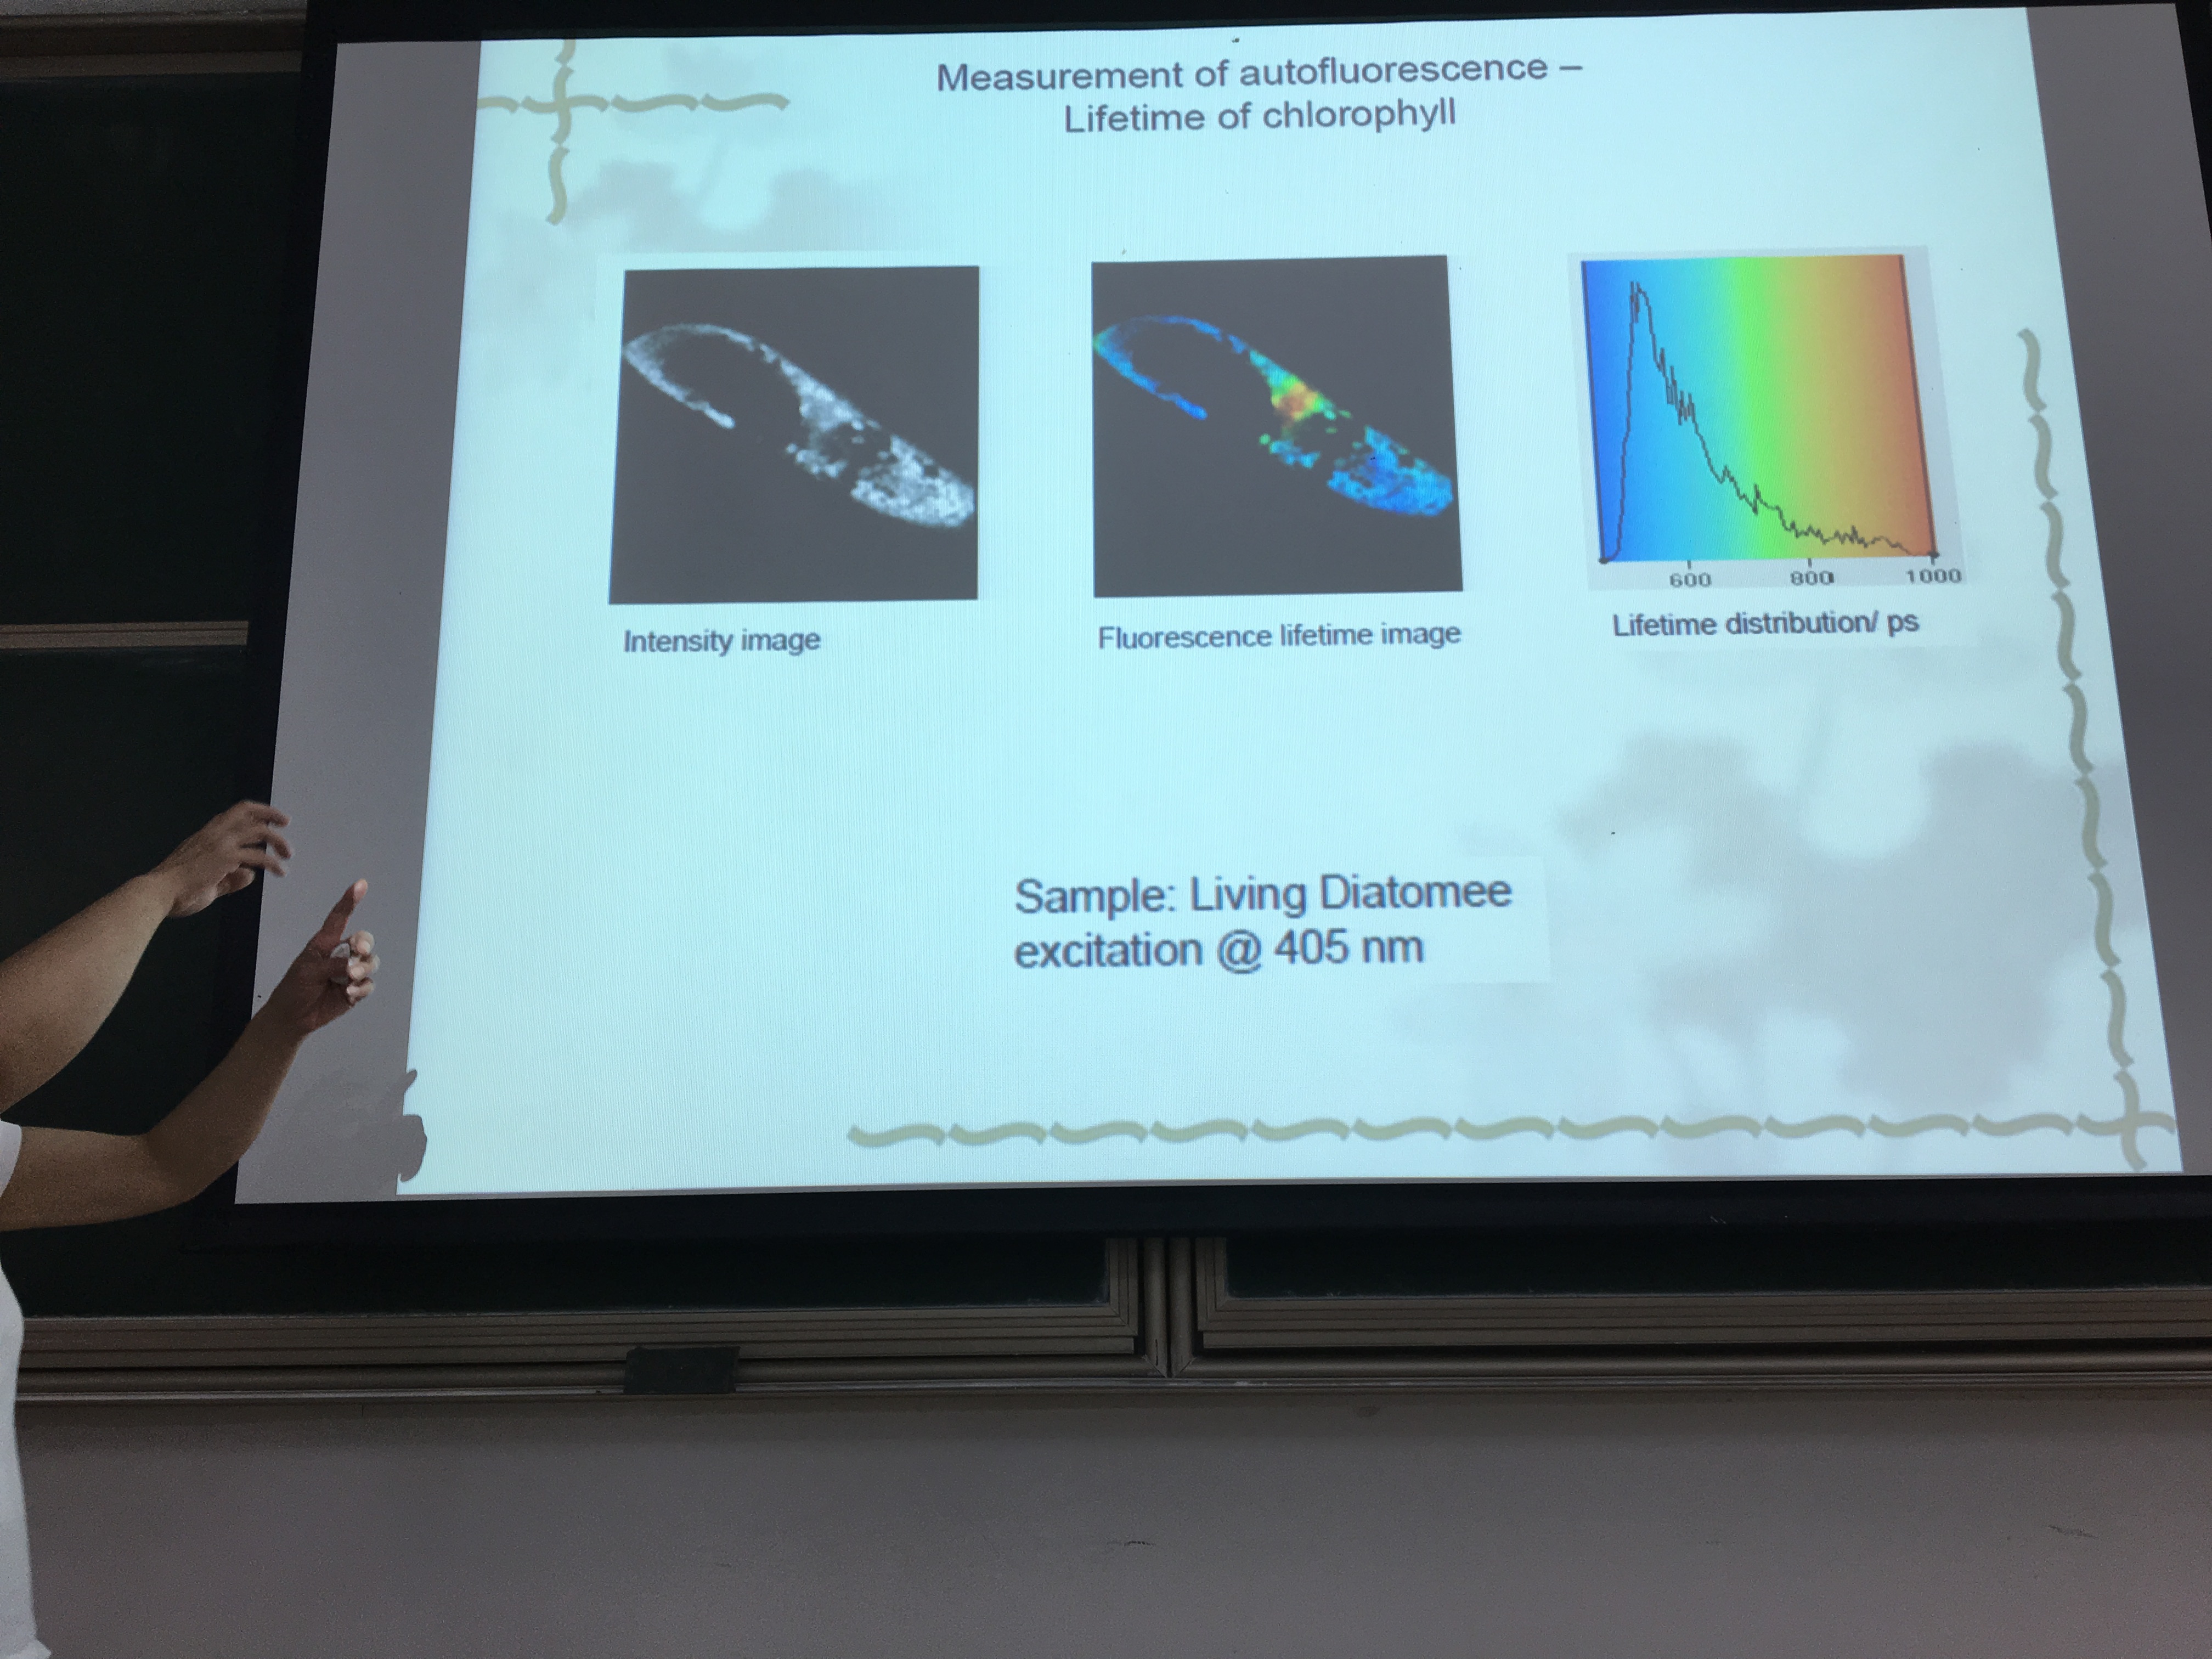 Measurement of autofluorescence –
Lifetime of chlorophyll
600 800 1000
Intensity image
Fluorescence lifetime image
Lifetime distribution/ ps
Sample: Living Diatomee
excitation @ 405 nm